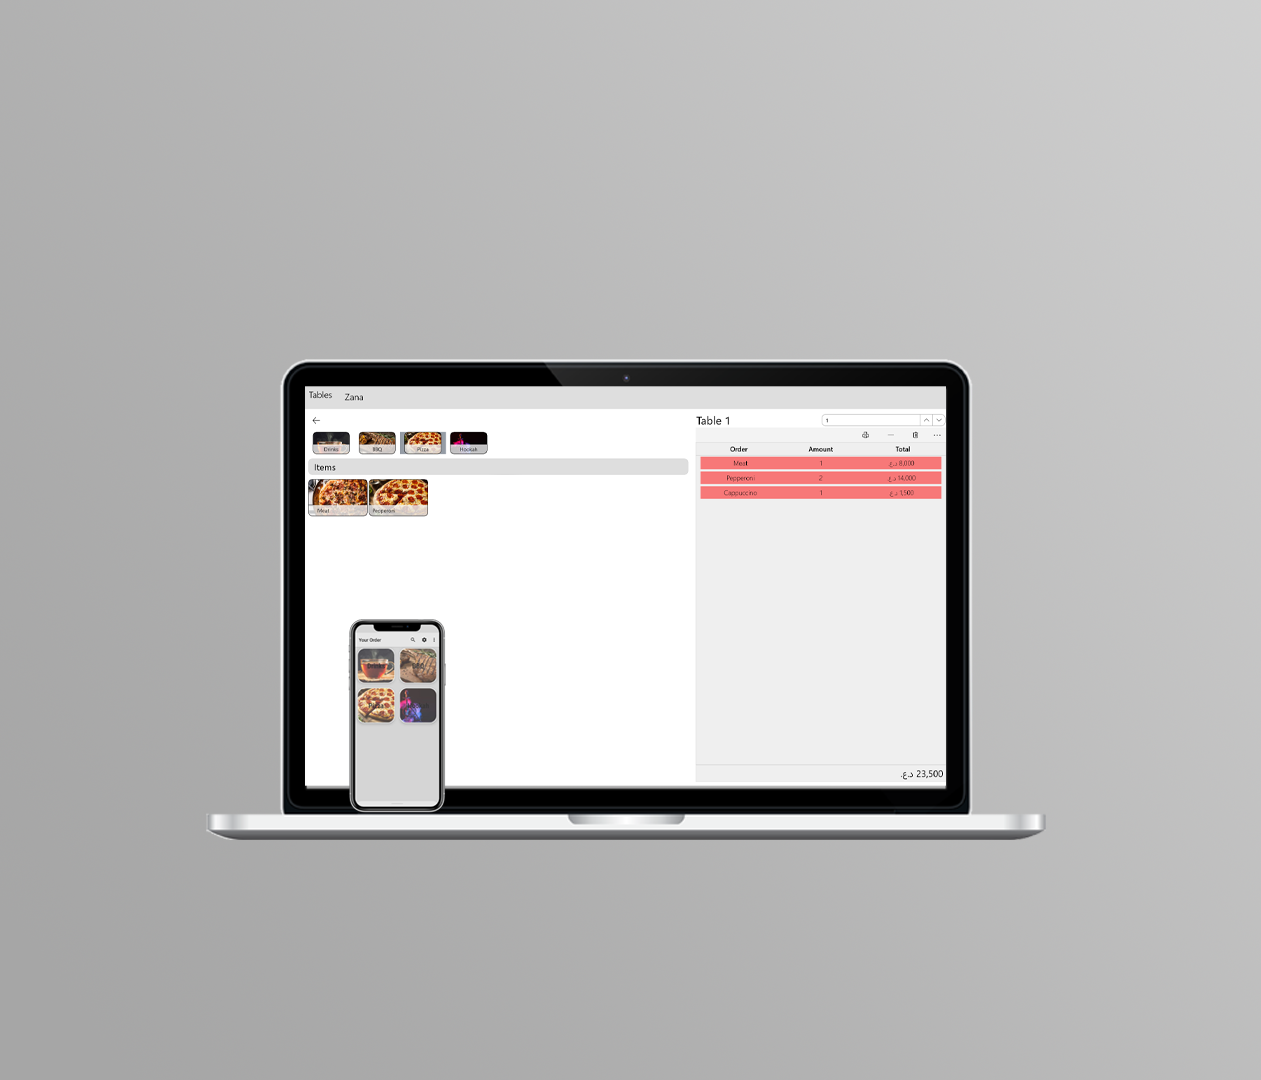 Tables Zana
Table 1
1
Drinks BBQ Pizza Hookah
Items
Meat Pepperoni
Order Amount Total
Meat 1 د.ع 8,000
Pepperoni 2 د.ع 14,000
Cappuccino 1 د.ع 1,500
د.ع. 23,500
Your Order
Pizza